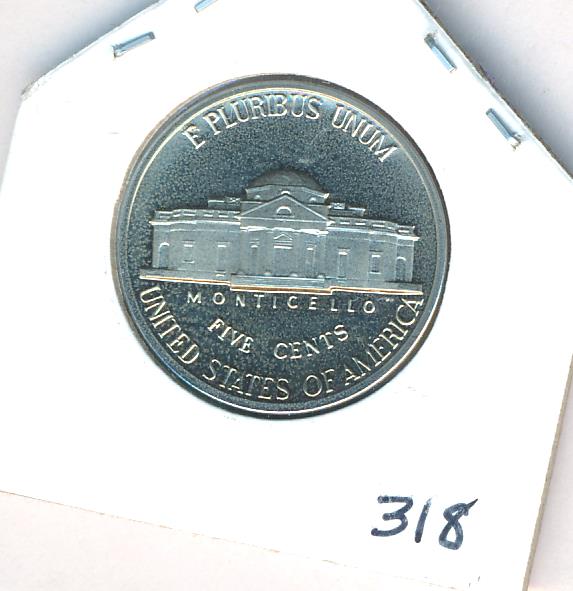 E PLURIBUS UNUM
MONTICELLO
FIVE CENTS
UNITED STATES OF AMERICA
318